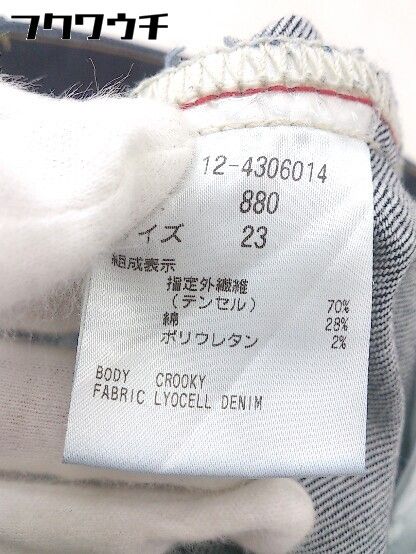 フクワウチ
12-4306014
880
イズ 23
組成表示
指定外繊維
(テンセル) 70%
綿 28%
ポリウレタン 2%
BODY CROOKY
FABRIC LYOCELL DENIM